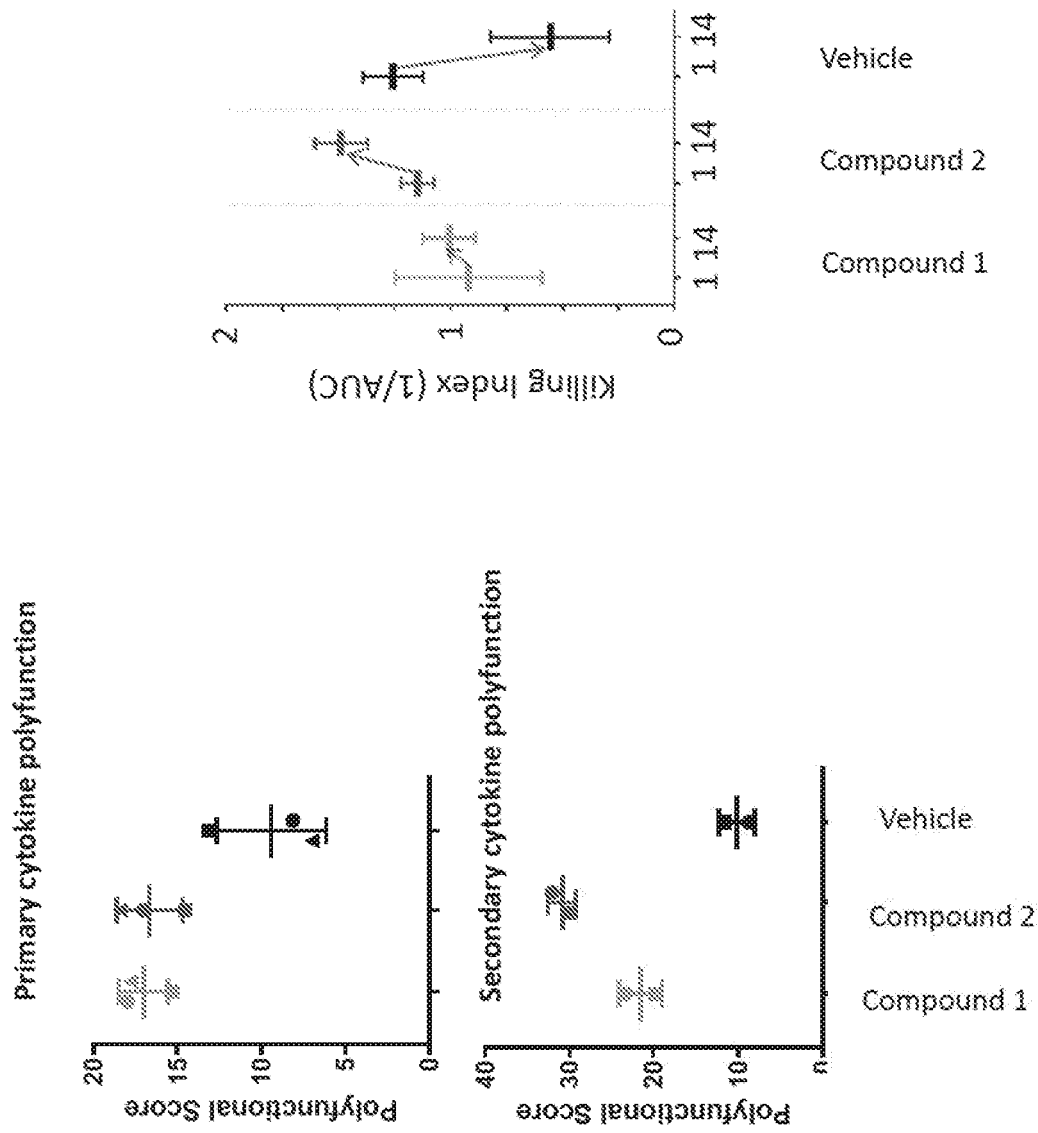 Primary cytokine polyfunction
Polyfunctional Score
20
15
10
5
0
Secondary cytokine polyfunction
Polyfunctional Score
40
30
20
10
Compound 1
Compound 2
Vehicle
Killing Index (1/AUC)
2
1
0
1 14
1 14
1 14
Compound 1
Compound 2
Vehicle